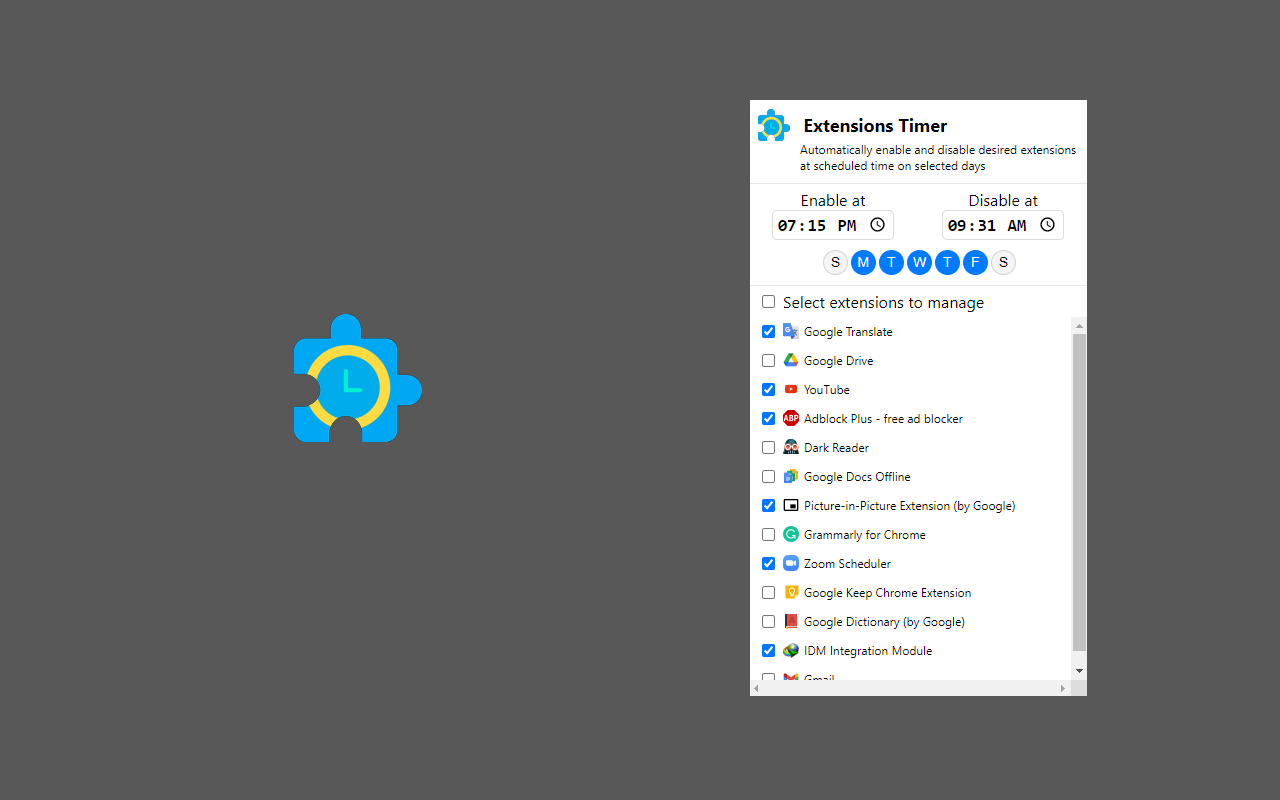 Extensions Timer
Automatically enable and disable desired extensions
at scheduled time on selected days
Enable at Disable at
07:15 PM 09:31 AM
S M T W T F S
Select extensions to manage
Google Translate
Google Drive
YouTube
ABP Adblock Plus - free ad blocker
Dark Reader
Google Docs Offline
Picture-in-Picture Extension (by Google)
Grammarly for Chrome
Zoom Scheduler
Google Keep Chrome Extension
Google Dictionary (by Google)
IDM Integration Module
Gmail